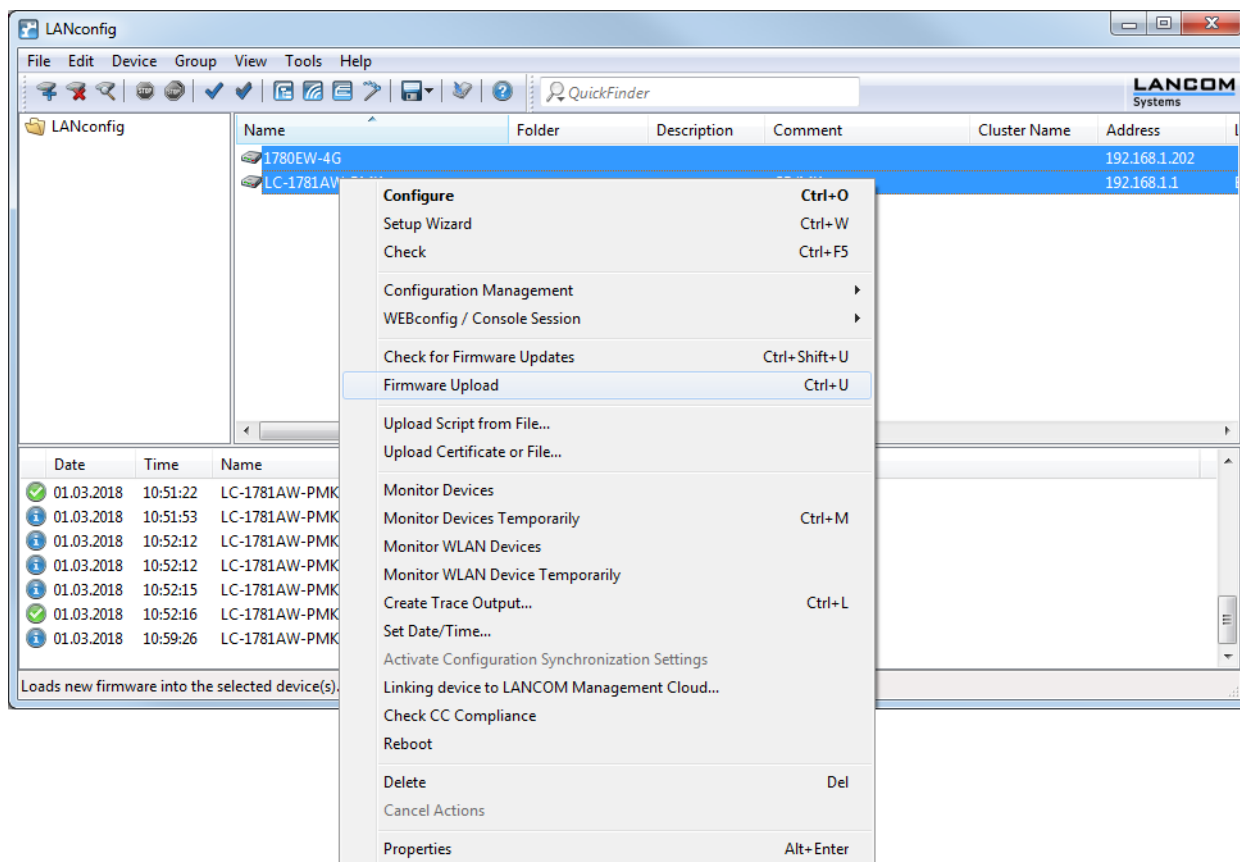 LANconfig
File Edit Device Group View Tools Help
QuickFinder
LANCOM
Systems
LANconfig
Name Folder Description Comment Cluster Name Address
1780EW-4G 192.168.1.202
LC-1781AW 192.168.1.1
Configure Ctrl+O
Setup Wizard Ctrl+W
Check Ctrl+F5
Configuration Management
WEBconfig / Console Session
Check for Firmware Updates Ctrl+Shift+U
Firmware Upload Ctrl+U
Upload Script from File...
Upload Certificate or File...
Monitor Devices
Monitor Devices Temporarily Ctrl+M
Monitor WLAN Devices
Monitor WLAN Device Temporarily
Create Trace Output... Ctrl+L
Set Date/Time...
Activate Configuration Synchronization Settings
Linking device to LANCOM Management Cloud...
Check CC Compliance
Reboot
Delete Del
Cancel Actions
Properties Alt+Enter
Date Time Name
01.03.2018 10:51:22 LC-1781AW-PMK
01.03.2018 10:51:53 LC-1781AW-PMK
01.03.2018 10:52:12 LC-1781AW-PMK
01.03.2018 10:52:12 LC-1781AW-PMK
01.03.2018 10:52:15 LC-1781AW-PMK
01.03.2018 10:52:16 LC-1781AW-PMK
01.03.2018 10:59:26 LC-1781AW-PMK
Loads new firmware into the selected device(s).